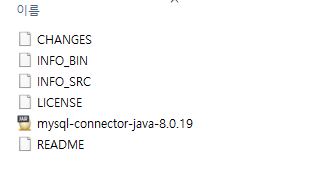 이름
CHANGES
INFO_BIN
INFO_SRC
LICENSE
mysql-connector-java-8.0.19
README